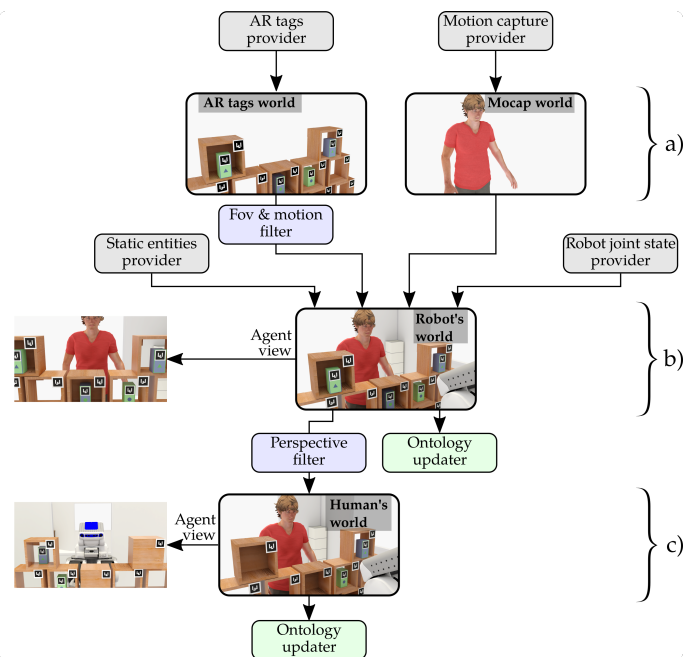 AR tags
provider
Motion capture
provider
AR tags world
Mocap world
a)
Fov & motion
filter
Static entities
provider
Robot joint state
provider
Robot's
world
Agent
view
b)
Perspective
filter
Ontology
updater
Human's
world
Agent
view
c)
Ontology
updater